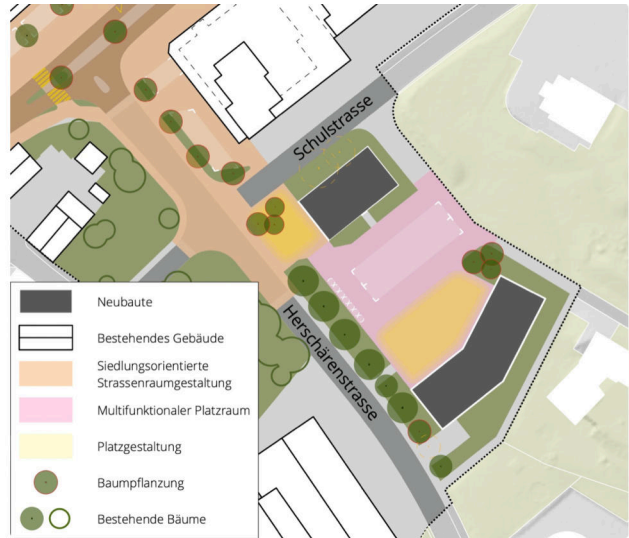 Schulstrasse
Herschärenstrasse
Neubaute
Bestehendes Gebäude
Siedlungsorientierte
Strassenraumgestaltung
Multifunktionaler Platzraum
Platzgestaltung
Baumpflanzung
Bestehende Bäume